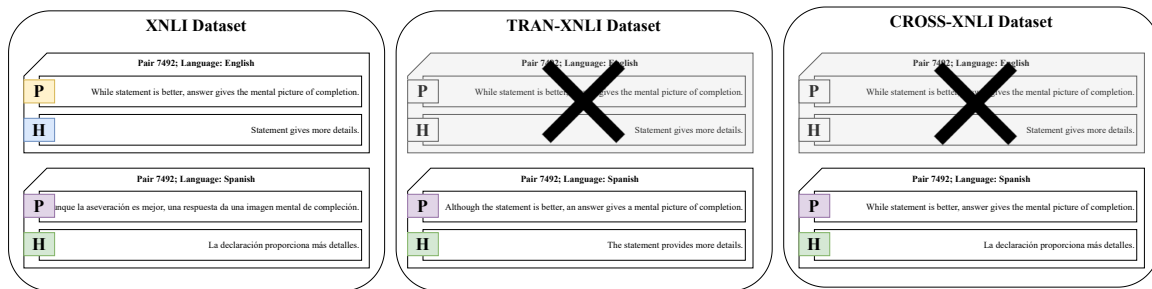 XNLI Dataset
Pair 7492; Language: English
P
While statement is better, answer gives the mental picture of completion.
H
Statement gives more details.
Pair 7492; Language: Spanish
P
nque la aseveración es mejor, una respuesta da una imagen mental de compleción.
H
La declaración proporciona más detalles.
TRAN-XNLI Dataset
Pair 7492; Language: English
P
While statement is better, gives the mental picture of completion.
H
Statement gives more details.
Pair 7492; Language: Spanish
P
Although the statement is better, an answer gives a mental picture of completion.
H
The statement provides more details.
CROSS-XNLI Dataset
Pair 7492; Language: English
P
While statement is better, gives the mental picture of completion.
H
Statement gives more details.
Pair 7492; Language: Spanish
P
While statement is better, answer gives the mental picture of completion.
H
La declaración proporciona más detalles.